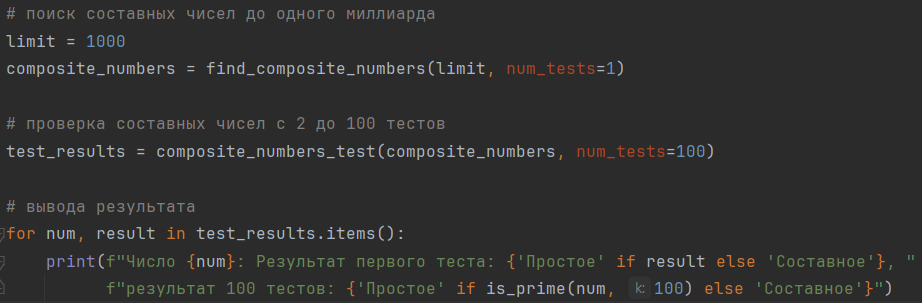 # поиск составных чисел до одного миллиарда
limit = 1000
composite_numbers = find_composite_numbers(limit, num_tests=1)
# проверка составных чисел с 2 до 100 тестов
test_results = composite_numbers_test(composite_numbers, num_tests=100)
# вывода результата
for num, result in test_results.items():
print(f"Число {num}: Результат первого теста: {'Простое' if result else 'Составное'}, "
f"результат 100 тестов: {'Простое' if is_prime(num, k: 100) else 'Составное'}")